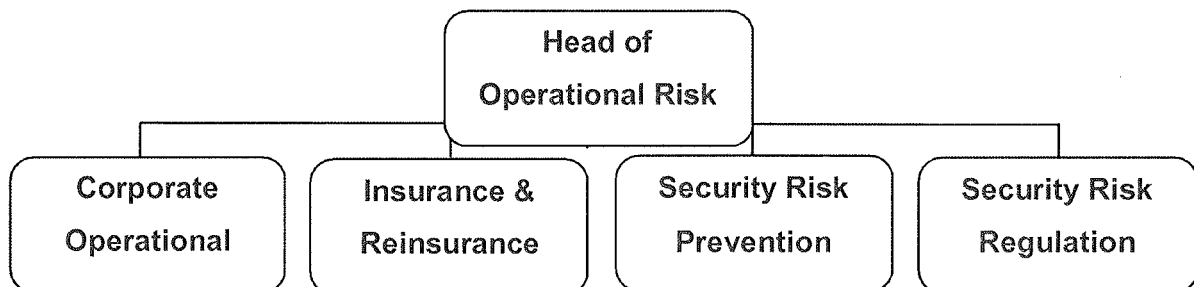 Head of
Operational Risk
Corporate
Operational
Insurance &
Reinsurance
Security Risk
Prevention
Security Risk
Regulation